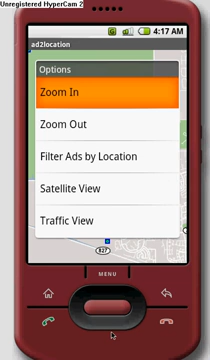 Unregistered HyperCam 2
4:17 AM
ad2location
Options
Zoom In
Zoom Out
Filter Ads by Location
Satellite View
Traffic View
827
MENU